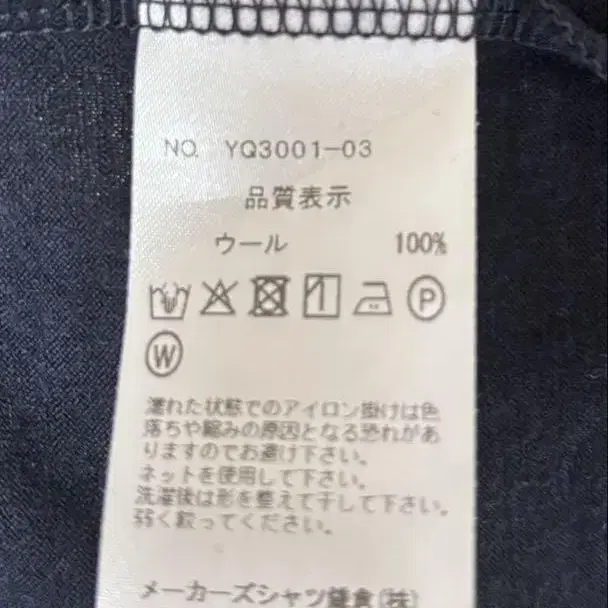 NO. YQ3001-03
品質表示
ウール 100%
P
W
濡れた状態でのアイロン掛けは色
落ちや縮みの原因となる恐れがあ
りますのでお避け下さい。
ネットを使用して下さい。
洗濯後は形を整えて干して下さい。
弱く絞ってください。
メーカーズシャツ鎌倉(株)